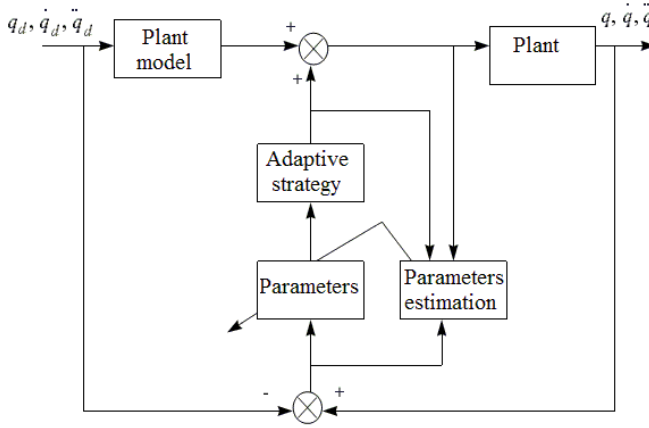 q_d, q̇_d, q̈_d
q, q̇, q̈
Plant
model
+
+
Plant
Adaptive
strategy
Parameters
Parameters
estimation
-
+